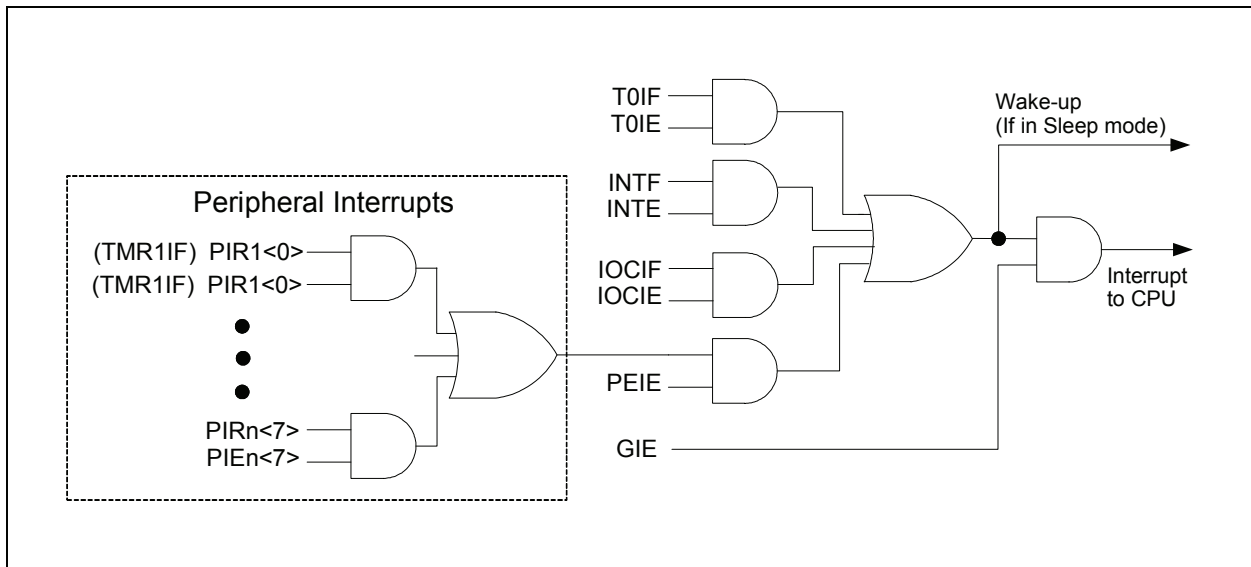 Peripheral Interrupts
(TMR1IF) PIR1<0>
(TMR1IF) PIR1<0>
PIRn<7>
PIEn<7>
T0IF
T0IE
INTF
INTE
IOCIF
IOCIE
PEIE
GIE
Wake-up
(If in Sleep mode)
Interrupt
to CPU